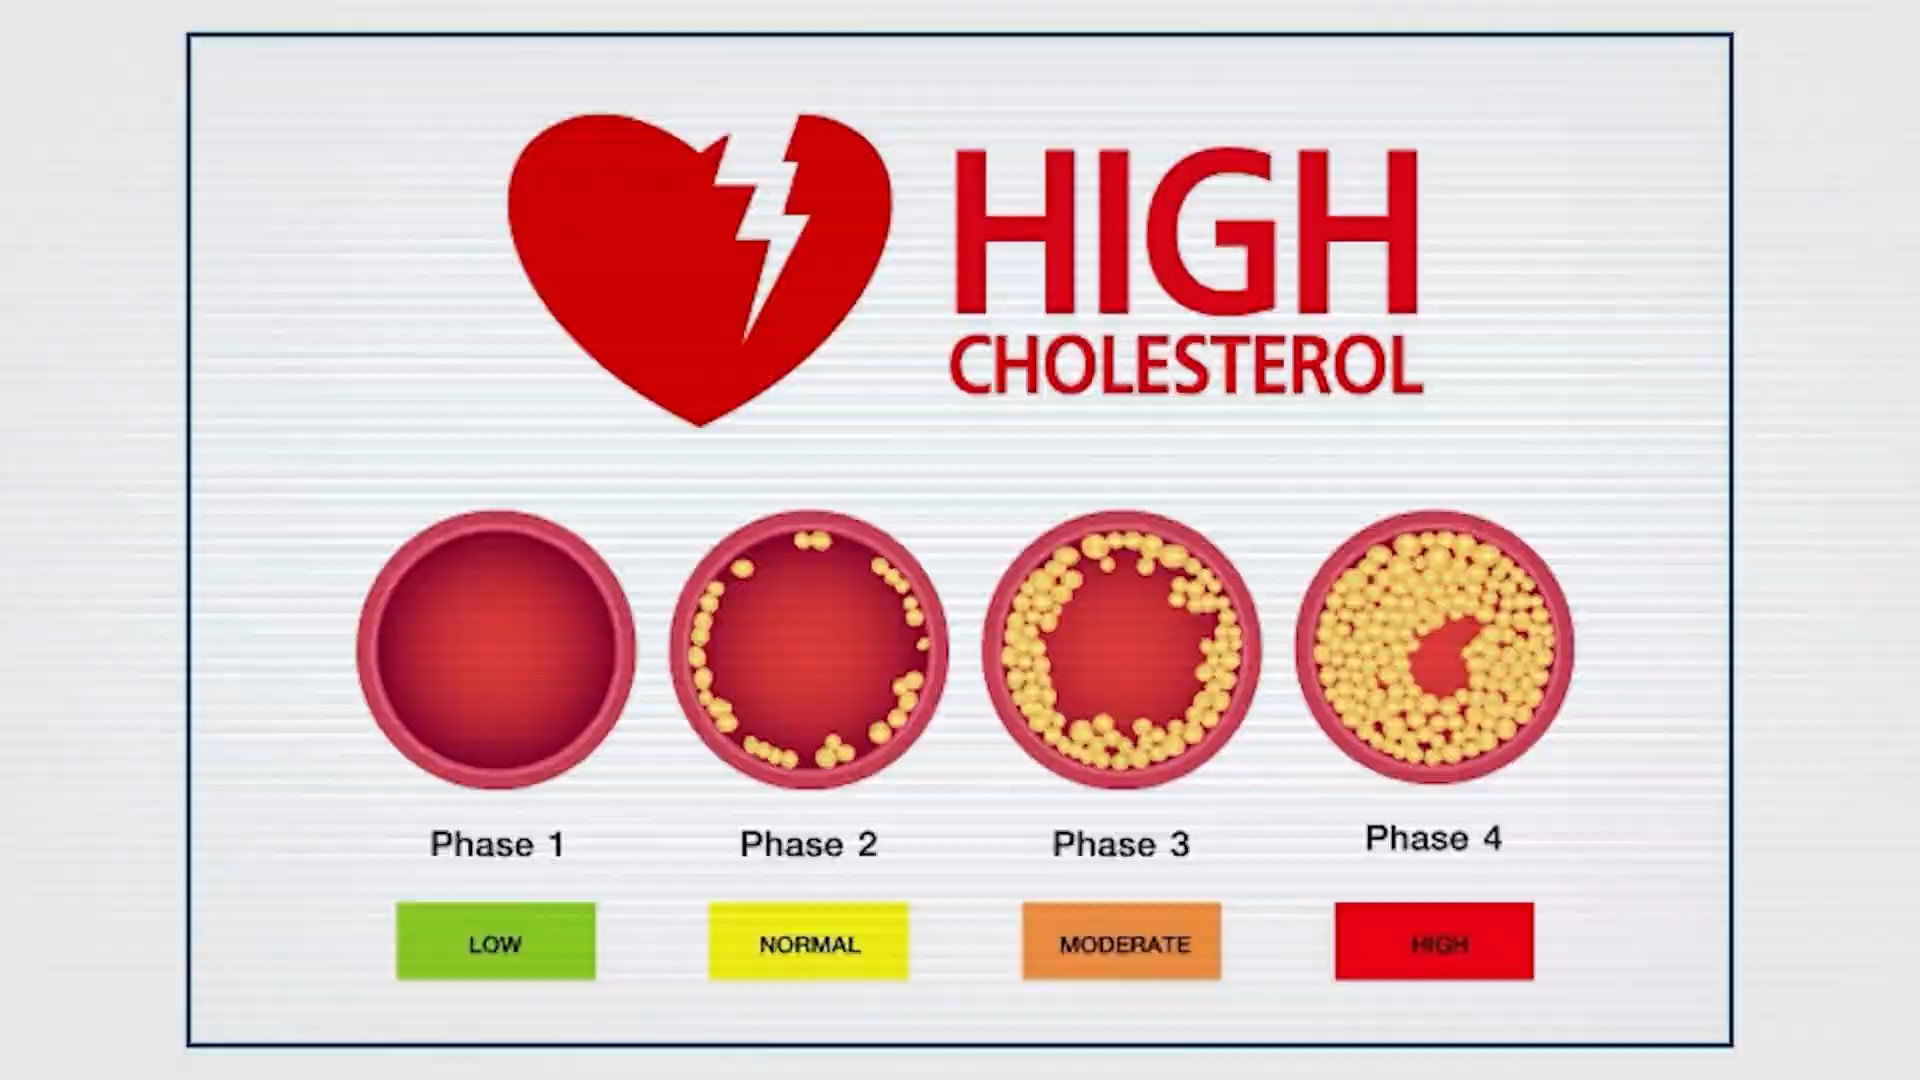 HIGH
CHOLESTEROL
Phase 1
Phase 2
Phase 3
Phase 4
LOW
NORMAL
MODERATE
HIGH